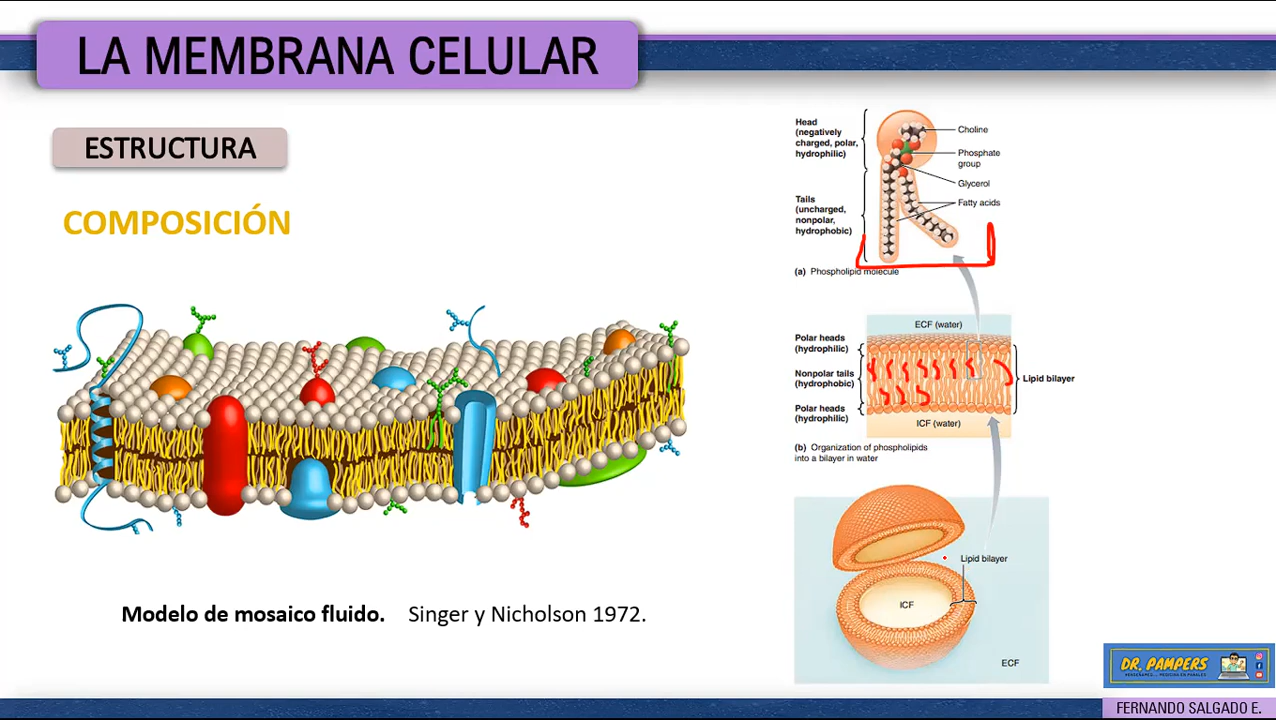 LA MEMBRANA CELULAR
ESTRUCTURA
COMPOSICIÓN
Modelo de mosaico fluido. Singer y Nicholson 1972.
Head
(negatively
charged, polar,
hydrophilic)
Choline
Phosphate
group
Glycerol
Tails
(uncharged,
nonpolar,
hydrophobic)
Fatty acids
(a) Phospholipid molecule
ECF (water)
Polar heads
(hydrophilic)
Nonpolar tails
(hydrophobic)
Lipid bilayer
Polar heads
(hydrophilic)
ICF (water)
(b) Organization of phospholipids
into a bilayer in water
Lipid bilayer
ICF
ECF
DR. PAMPERS
FERNANDO SALGADO E.